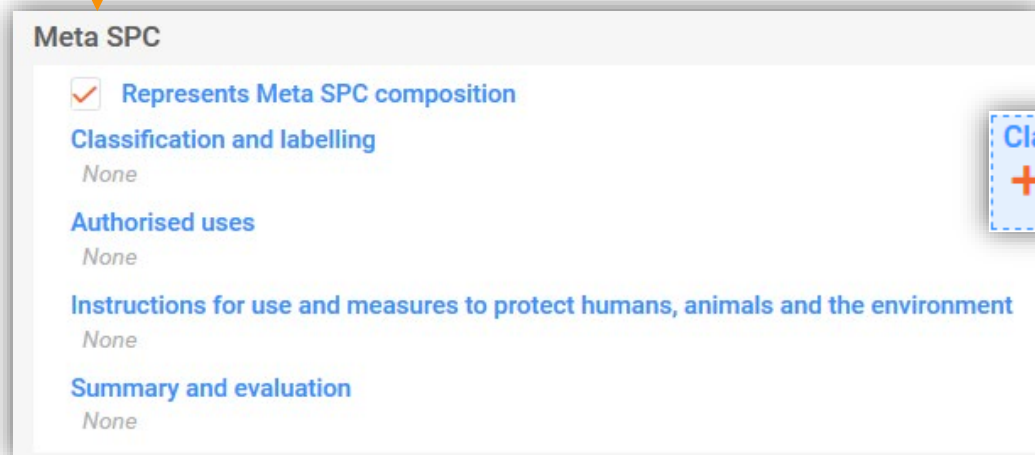 Meta SPC
Represents Meta SPC composition
Classification and labelling
None
Authorised uses
None
Instructions for use and measures to protect humans, animals and the environment
None
Summary and evaluation
None